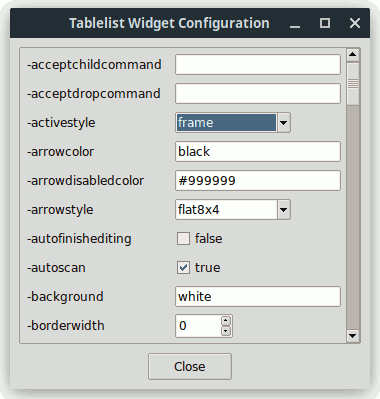 Tablelist Widget Configuration
-acceptchildcommand
-acceptdropcommand
-activestyle frame
-arrowcolor black
-arrowdisabledcolor #999999
-arrowstyle flat8x4
-autofinishediting false
-autoscan true
-background white
-borderwidth 0
Close